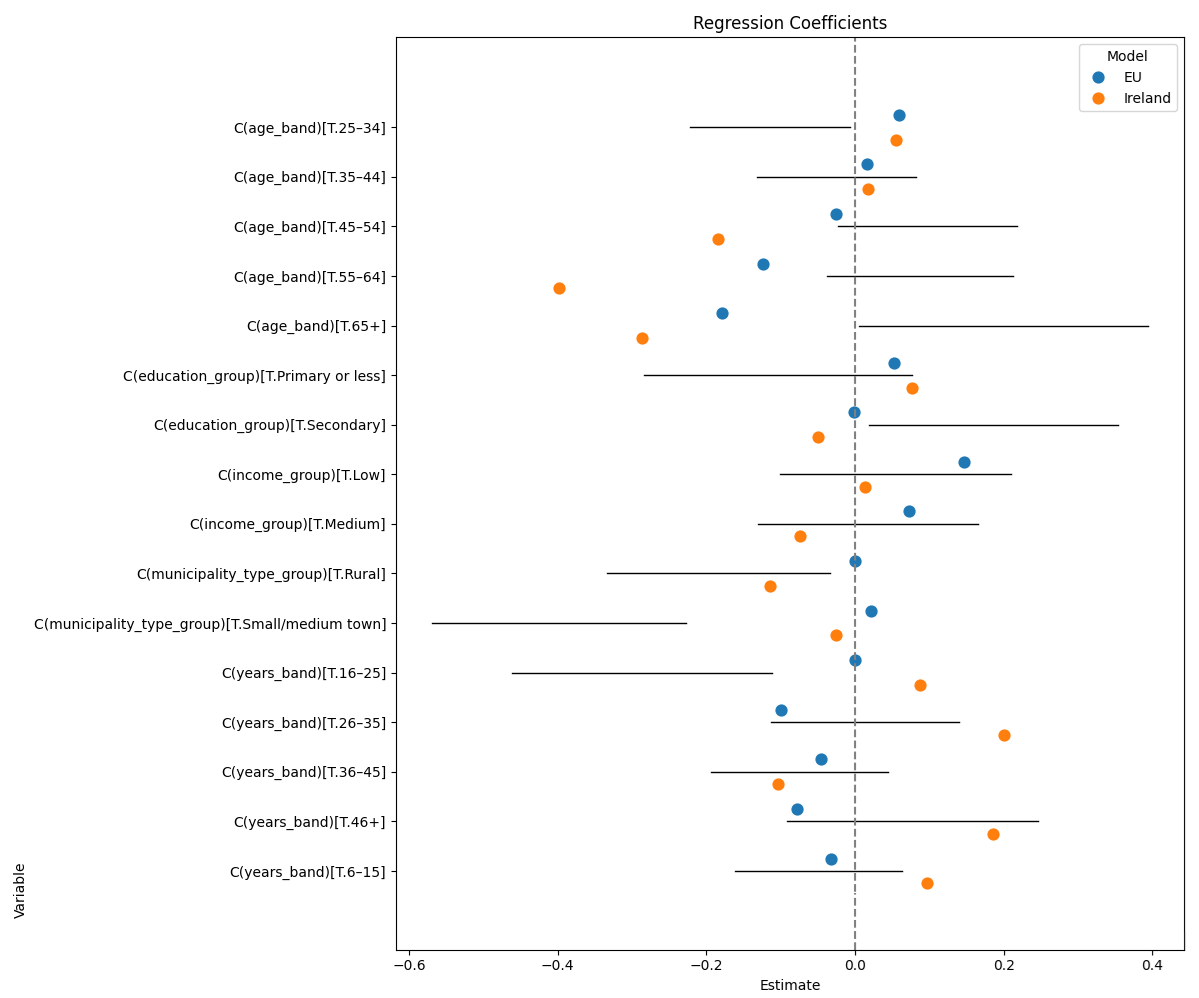 Regression Coefficients
Model
EU
Ireland
C(age_band)[T.25–34]
C(age_band)[T.35–44]
C(age_band)[T.45–54]
C(age_band)[T.55–64]
C(age_band)[T.65+]
C(education_group)[T.Primary or less]
C(education_group)[T.Secondary]
C(income_group)[T.Low]
C(income_group)[T.Medium]
C(municipality_type_group)[T.Rural]
C(municipality_type_group)[T.Small/medium town]
C(years_band)[T.16–25]
C(years_band)[T.26–35]
C(years_band)[T.36–45]
C(years_band)[T.46+]
C(years_band)[T.6–15]
Variable
−0.6 −0.4 −0.2 0.0 0.2 0.4
Estimate